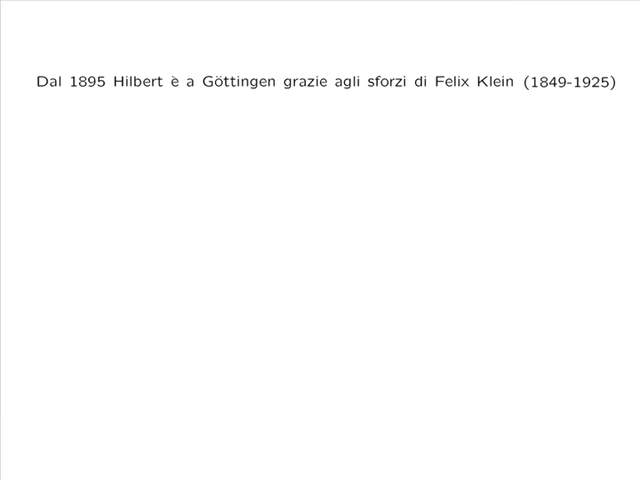 Dal 1895 Hilbert è a Göttingen grazie agli sforzi di Felix Klein (1849-1925)